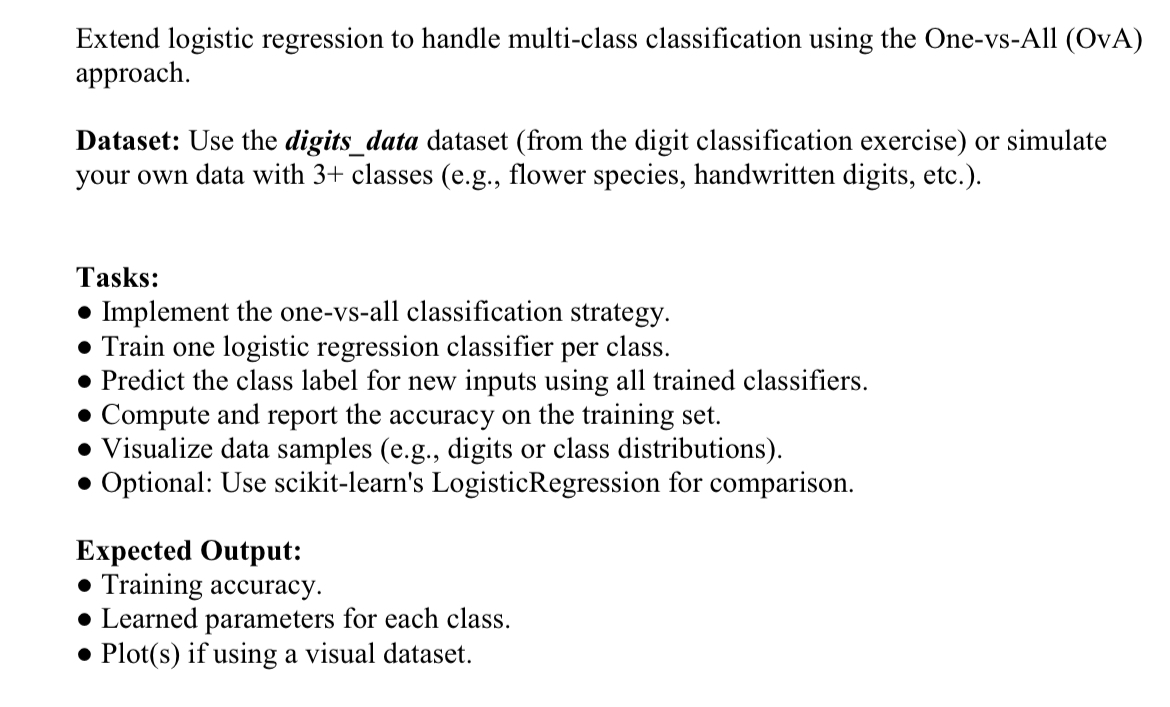 Extend logistic regression to handle multi-class classification using the One-vs-All (OvA)
approach.
Dataset: Use the digits_data dataset (from the digit classification exercise) or simulate
your own data with 3+ classes (e.g., flower species, handwritten digits, etc.).
Tasks:
● Implement the one-vs-all classification strategy.
● Train one logistic regression classifier per class.
● Predict the class label for new inputs using all trained classifiers.
● Compute and report the accuracy on the training set.
● Visualize data samples (e.g., digits or class distributions).
● Optional: Use scikit-learn's LogisticRegression for comparison.
Expected Output:
● Training accuracy.
● Learned parameters for each class.
● Plot(s) if using a visual dataset.